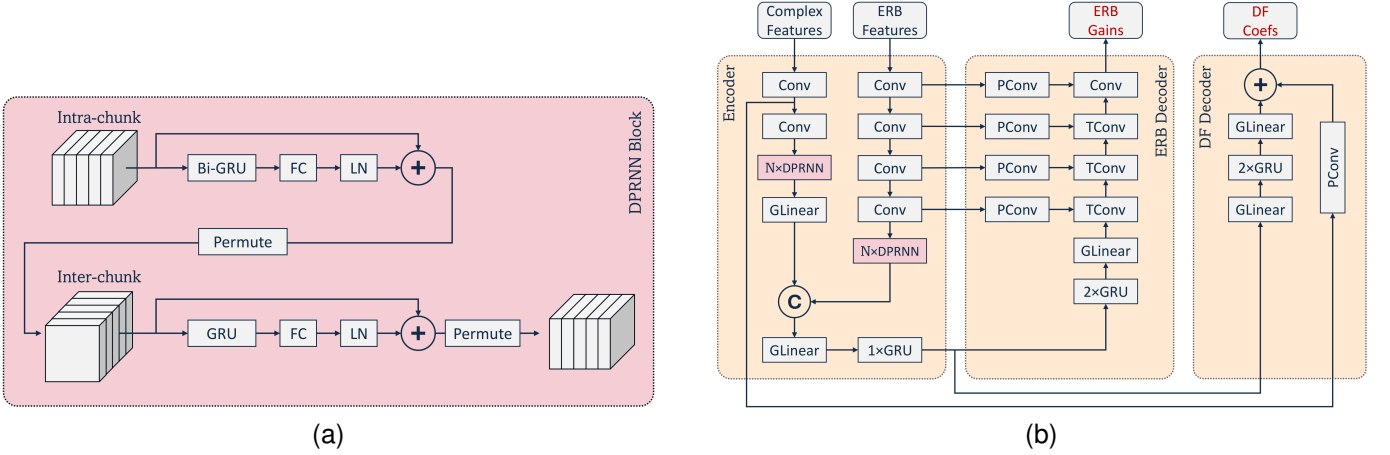 Intra-chunk
Bi-GRU
FC
LN
+
DPRNN Block
Permute
Inter-chunk
GRU
FC
LN
+
Permute
(a)
Complex
Features
ERB
Features
ERB
Gains
DF
Coefs
Encoder
Conv
Conv
N×DPRNN
GLinear
C
GLinear
1×GRU
Conv
Conv
Conv
Conv
N×DPRNN
ERB Decoder
PConv
Conv
PConv
TConv
PConv
TConv
PConv
TConv
GLinear
2×GRU
DF Decoder
+
GLinear
2×GRU
GLinear
PConv
(b)